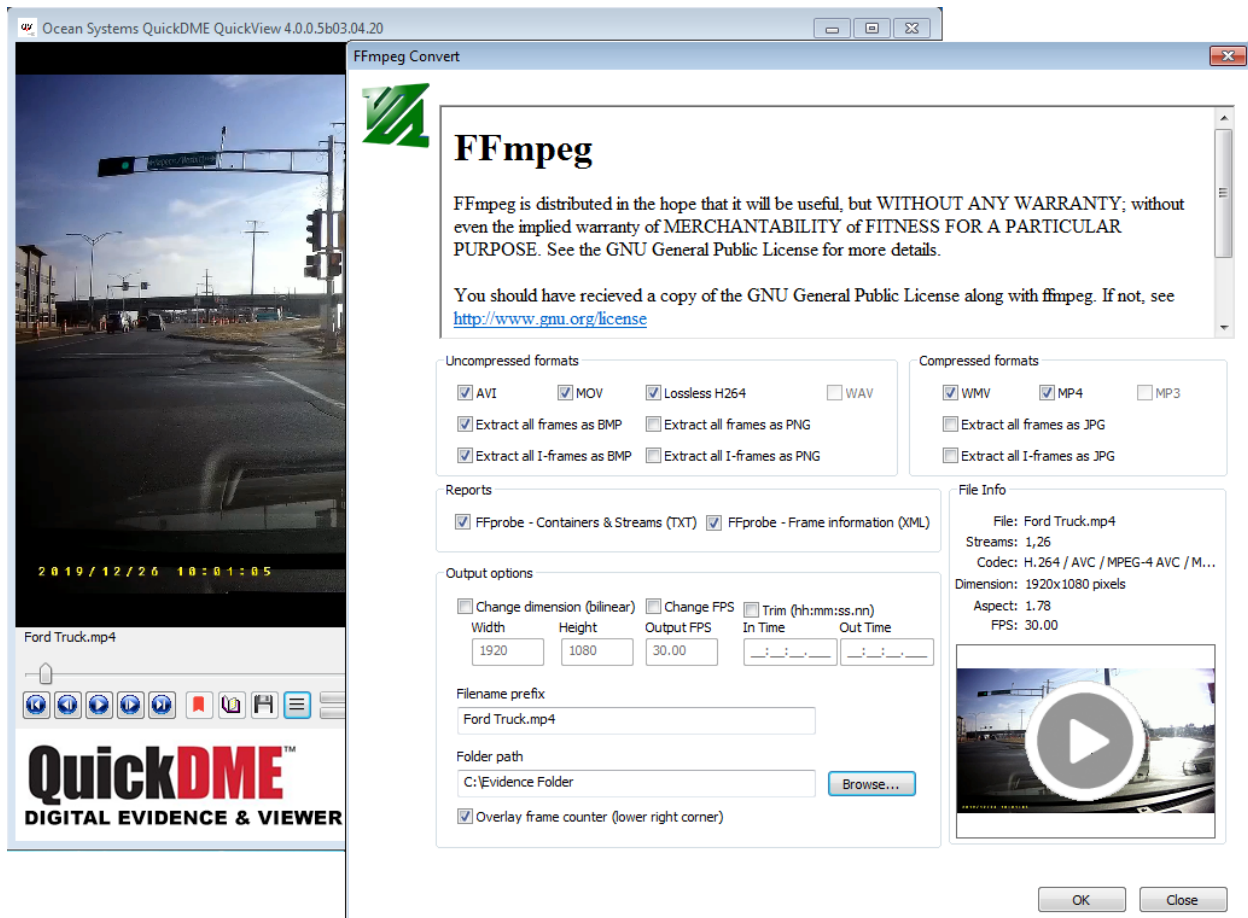 Ocean Systems QuickDME QuickView 4.0.0.5b03.04.20
FFmpeg Convert
FFmpeg
FFmpeg is distributed in the hope that it will be useful, but WITHOUT ANY WARRANTY; without
even the implied warranty of MERCHANTABILITY of FITNESS FOR A PARTICULAR
PURPOSE. See the GNU General Public License for more details.
You should have recieved a copy of the GNU General Public License along with ffmpeg. If not, see
http://www.gnu.org/license
Uncompressed formats
AVI MOV Lossless H264 WAV
Extract all frames as BMP Extract all frames as PNG
Extract all I-frames as BMP Extract all I-frames as PNG
Compressed formats
WMV MP4 MP3
Extract all frames as JPG
Extract all I-frames as JPG
Reports
FFprobe - Containers & Streams (TXT) FFprobe - Frame information (XML)
File Info
File: Ford Truck.mp4
Streams: 1,26
Codec: H.264 / AVC / MPEG-4 AVC / M...
Dimension: 1920x1080 pixels
Aspect: 1.78
FPS: 30.00
Output options
Change dimension (bilinear) Change FPS Trim (hh:mm:ss.nn)
Width Height Output FPS In Time Out Time
1920 1080 30.00 __:__:__.___ __:__:__.___
Filename prefix
Ford Truck.mp4
Folder path
C:\Evidence Folder Browse...
Overlay frame counter (lower right corner)
OK Close
2019/12/26 10:01:05
Ford Truck.mp4
QuickDME™
DIGITAL EVIDENCE & VIEWER